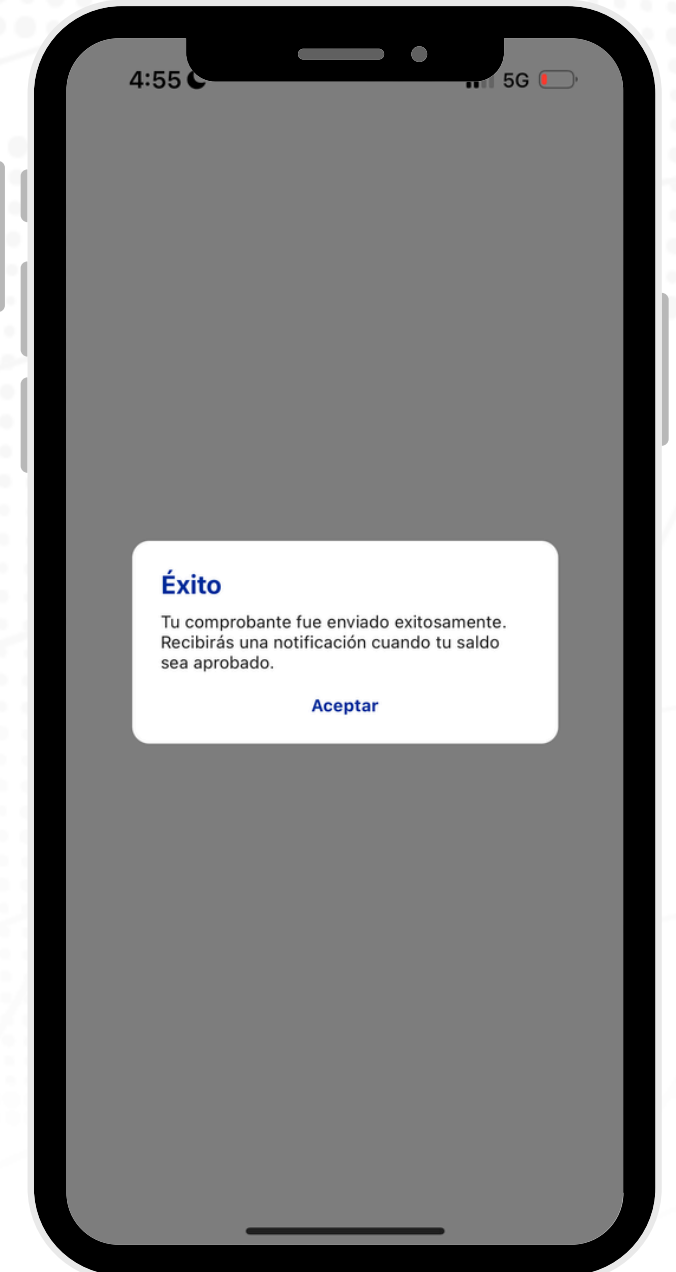 4:55
5G
Éxito
Tu comprobante fue enviado exitosamente.
Recibirás una notificación cuando tu saldo
sea aprobado.
Aceptar